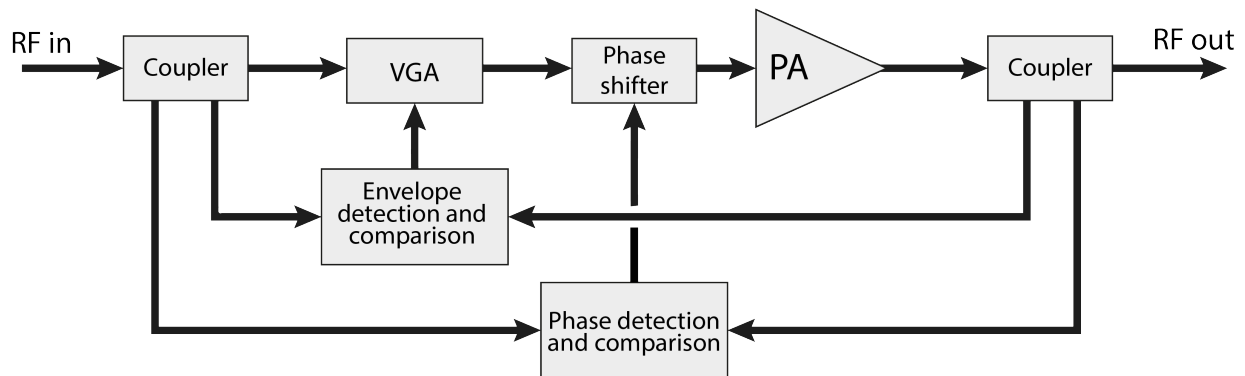 RF in
Coupler
VGA
Phase
shifter
PA
Coupler
RF out
Envelope
detection and
comparison
Phase detection
and comparison